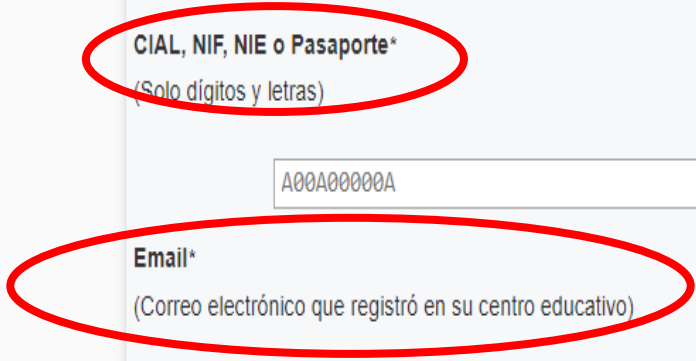 CIAL, NIF, NIE o Pasaporte*
(Solo dígitos y letras)
A00A00000A
Email*
(Correo electrónico que registró en su centro educativo)